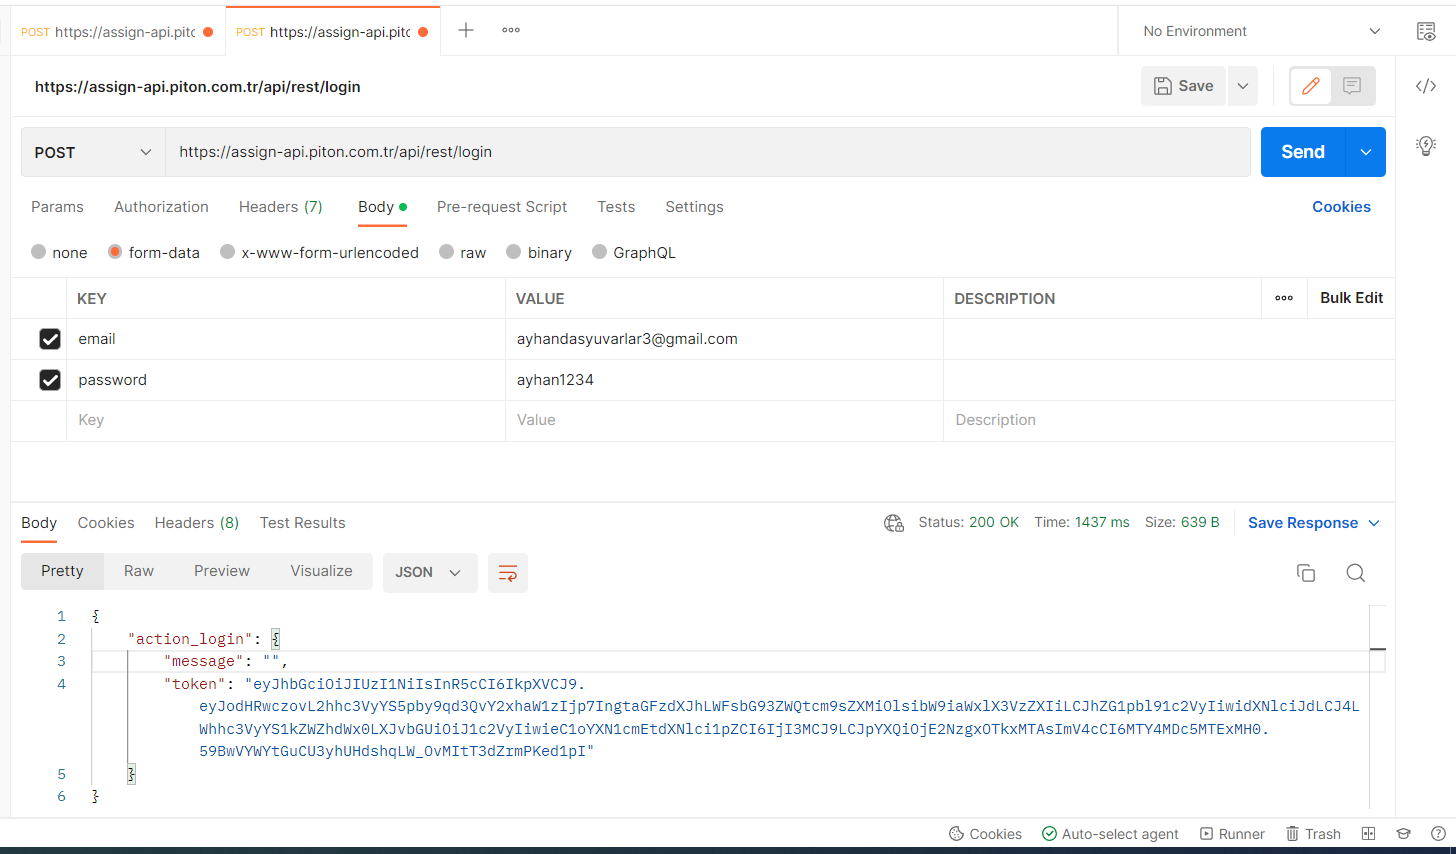 POST https://assign-api.pitc
POST https://assign-api.pitc
No Environment
https://assign-api.piton.com.tr/api/rest/login
Save
POST
https://assign-api.piton.com.tr/api/rest/login
Send
Params Authorization Headers (7) Body Pre-request Script Tests Settings
Cookies
none form-data x-www-form-urlencoded raw binary GraphQL
KEY VALUE DESCRIPTION Bulk Edit
email ayhandasyuvarlar3@gmail.com
password ayhan1234
Key Value Description
Body Cookies Headers (8) Test Results
Status: 200 OK Time: 1437 ms Size: 639 B Save Response
Pretty Raw Preview Visualize JSON
1 {
2 "action_login": {
3 "message": "",
4 "token": "eyJhbGciOiJIUzI1NiIsInR5cCI6IkpXVCJ9.
eyJodHRwczovL2hhc3VyYS5pby9qd3QvY2xhaW1zIjp7IngtaGFzdXJhLWFsbG93ZWQtcm9sZXMiOlsibW9iaWxlX3VzZXIiLCJhZG1pbl91c2VyIiwidXNlciJdLCJ4L
Whhc3VyYS1kZWZhdWx0LXJvbGUiOiJ1c2VyIiwieC1oYXN1cmEtdXNlci1pZCI6IjI3MCJ9LCJpYXQiOjE2NzgxOTkxMTAsImV4cCI6MTY4MDc5MTExMH0.
59BwVYWYtGuCU3yhUHdshqLW_OvMItT3dZrmPKed1pI"
5 }
6 }
Cookies Auto-select agent Runner Trash